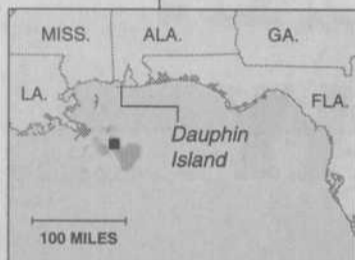 MISS.
ALA.
GA.
LA.
FLA.
Dauphin
Island
100 MILES